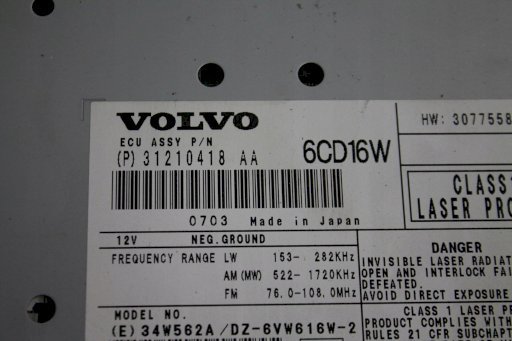 VOLVO
ECU ASSY P/N
(P) 31210418 AA
6CD16W
HW: 3077558
0703 Made in Japan
CLASS
LASER PRO
12V NEG.GROUND
FREQUENCY RANGE LW 153- 282KHz
AM(MW) 522- 1720KHz
FM 76.0-108.0MHz
DANGER
INVISIBLE LASER RADIAT
OPEN AND INTERLOCK FAI
DEFEATED.
AVOID DIRECT EXPOSURE
MODEL NO.
(E) 34W562A /DZ-6VW616W-2
CLASS 1 LASER PR
PRODUCT COMPLIES WITH
RULES 21 CFR SUBCHAPT